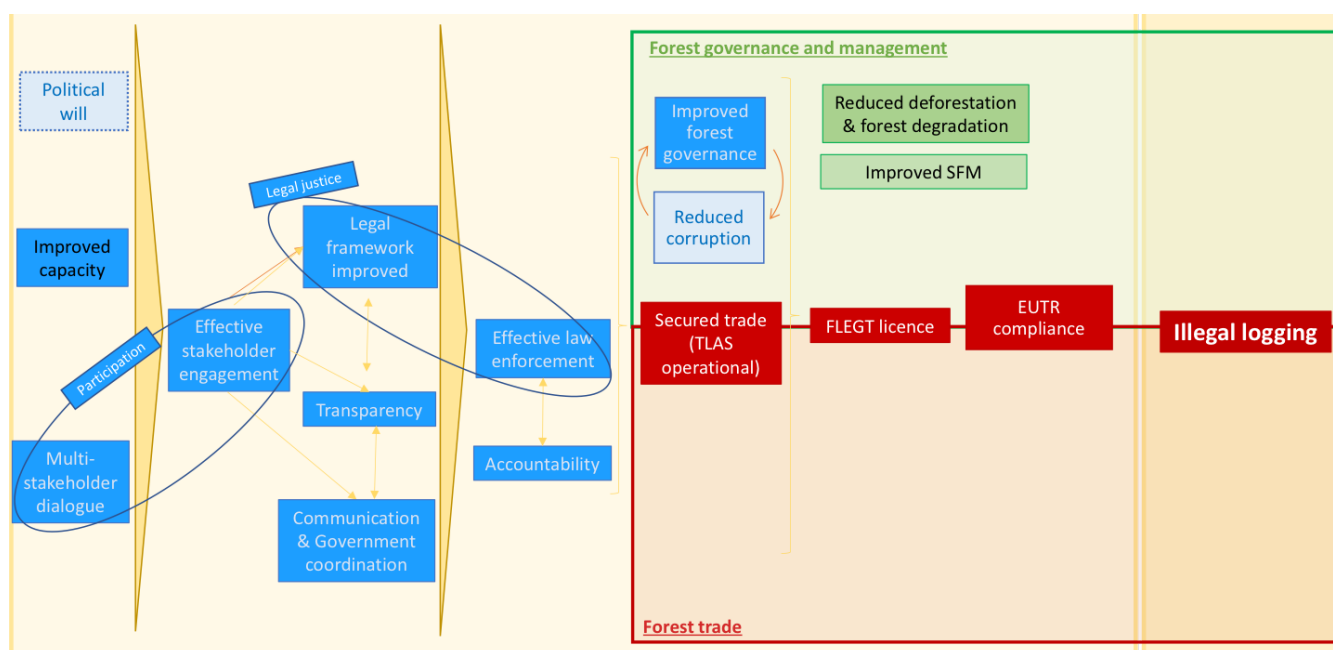 Forest governance and management
Political
will
Improved
forest
governance
Reduced deforestation
& forest degradation
Improved SFM
Legal justice
Legal
framework
improved
Reduced
corruption
Improved
capacity
Participation
Effective
stakeholder
engagement
Effective law
enforcement
Secured trade
(TLAS
operational)
FLEGT licence
EUTR
compliance
Illegal logging
Transparency
Multi-
stakeholder
dialogue
Accountability
Communication
& Government
coordination
Forest trade